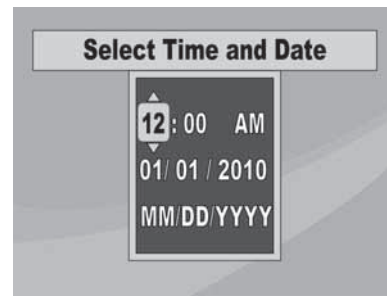 Select Time and Date
12 : 00 AM
01/ 01 / 2010
MM/DD/YYYY